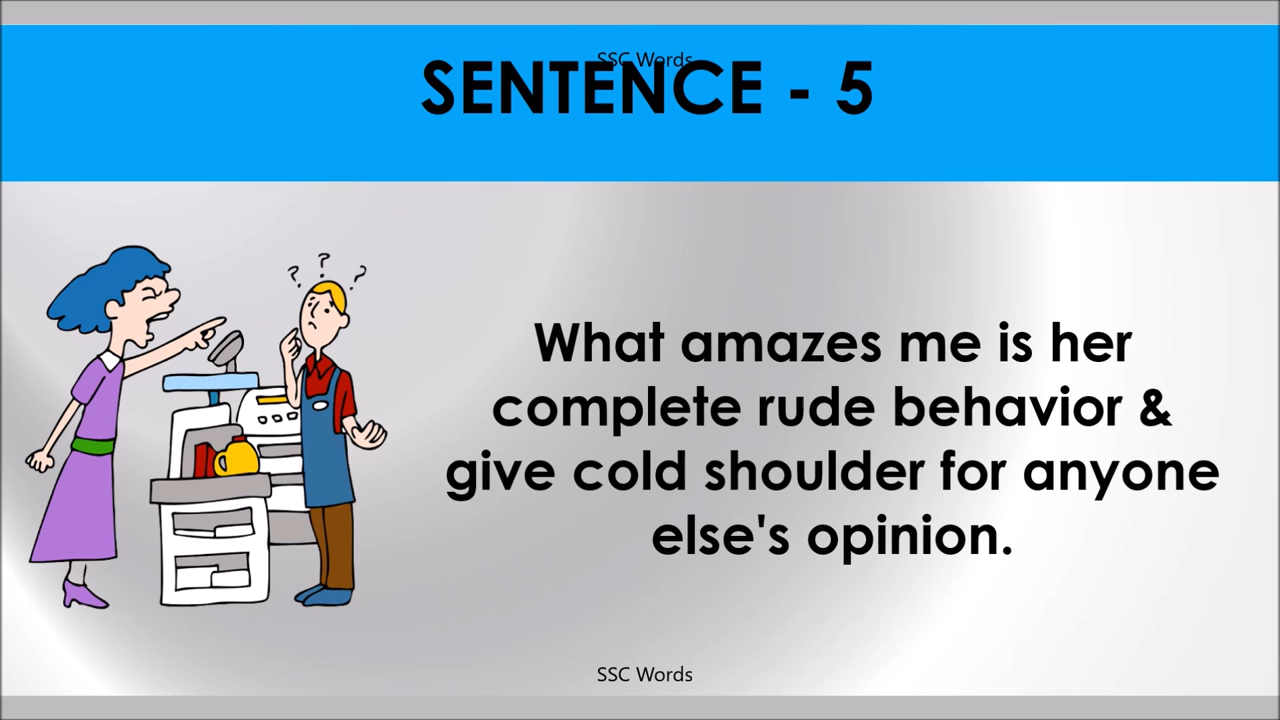 SSC Words
SENTENCE - 5
What amazes me is her
complete rude behavior &
give cold shoulder for anyone
else's opinion.
SSC Words